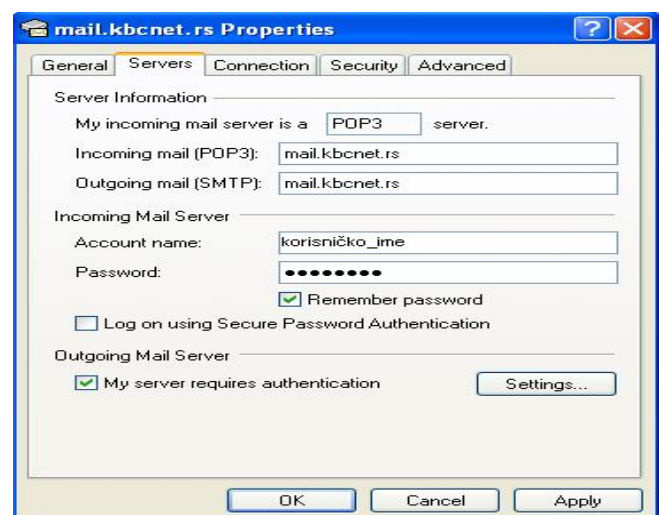 mail.kbcnet.rs Properties
General Servers Connection Security Advanced
Server Information
My incoming mail server is a POP3 server.
Incoming mail (POP3): mail.kbcnet.rs
Outgoing mail (SMTP): mail.kbcnet.rs
Incoming Mail Server
Account name: korisničko_ime
Password: ●●●●●●●●
Remember password
Log on using Secure Password Authentication
Outgoing Mail Server
My server requires authentication Settings...
OK Cancel Apply